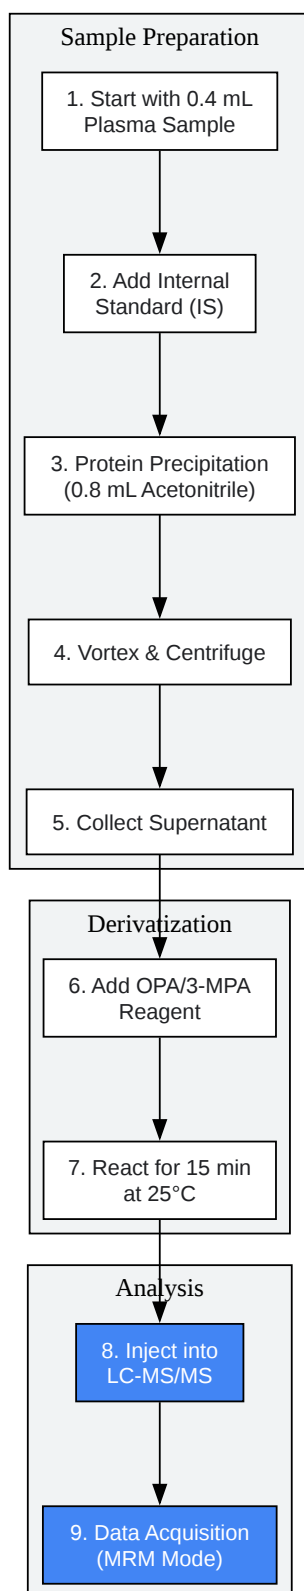 Sample Preparation
1. Start with 0.4 mL
Plasma Sample
2. Add Internal
Standard (IS)
3. Protein Precipitation
(0.8 mL Acetonitrile)
4. Vortex & Centrifuge
5. Collect Supernatant
Derivatization
6. Add OPA/3-MPA
Reagent
7. React for 15 min
at 25°C
Analysis
8. Inject into
LC-MS/MS
9. Data Acquisition
(MRM Mode)